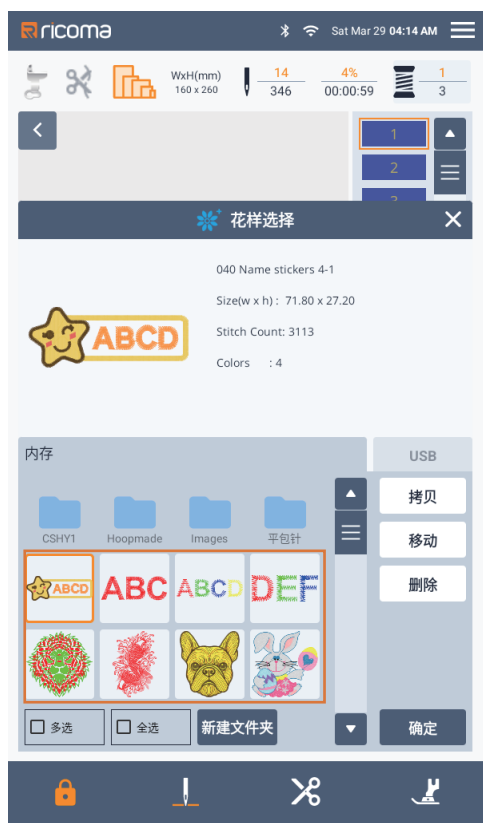 ricoma Sat Mar 29 04:14 AM
WxH(mm) 14 4% 1
160 x 260 346 00:00:59 3
1
2
花样选择
040 Name stickers 4-1
Size(w x h) : 71.80 x 27.20
ABCD
Stitch Count: 3113
Colors : 4
内存 USB
拷贝
CSHY1 Hoopmade Images 平包针
移动
ABCD ABC ABCD DEF
删除
多选 全选 新建文件夹 确定